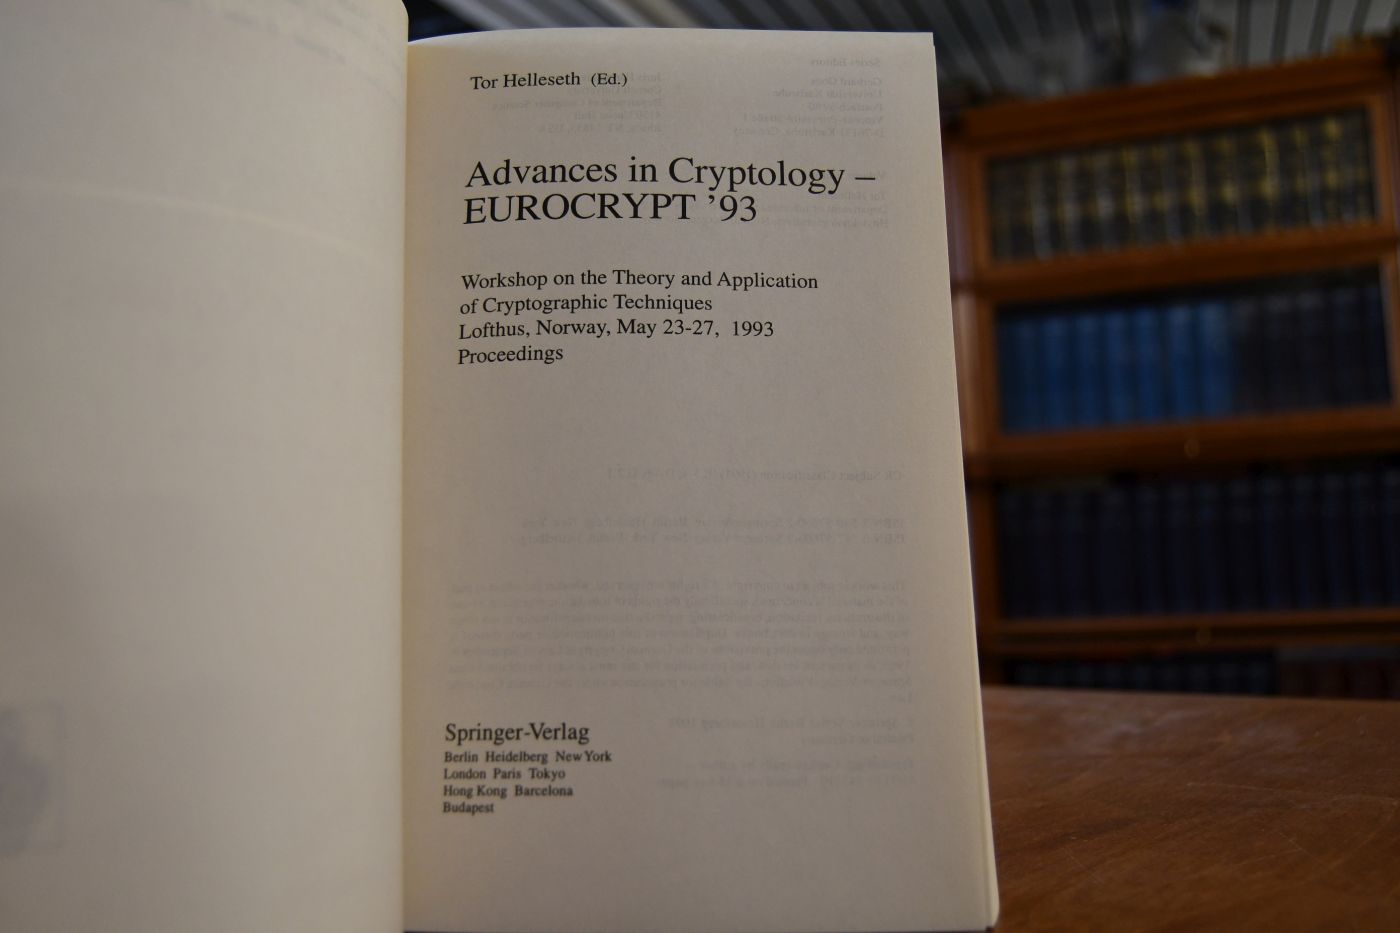 Tor Helleseth (Ed.)
Advances in Cryptology –
EUROCRYPT ’93
Workshop on the Theory and Application
of Cryptographic Techniques
Lofthus, Norway, May 23-27, 1993
Proceedings
Springer-Verlag
Berlin Heidelberg New York
London Paris Tokyo
Hong Kong Barcelona
Budapest